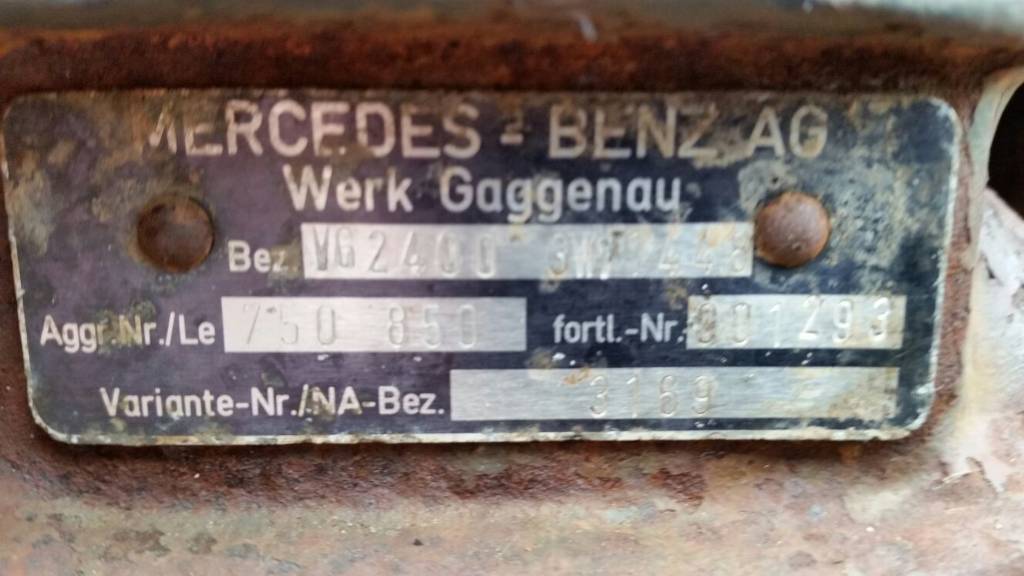 MERCEDES-BENZ AG
Werk Gaggenau
Bez. VG2400
Aggr.Nr./Le 750 850 fortl.-Nr. 001293
Variante-Nr./NA-Bez. 3169